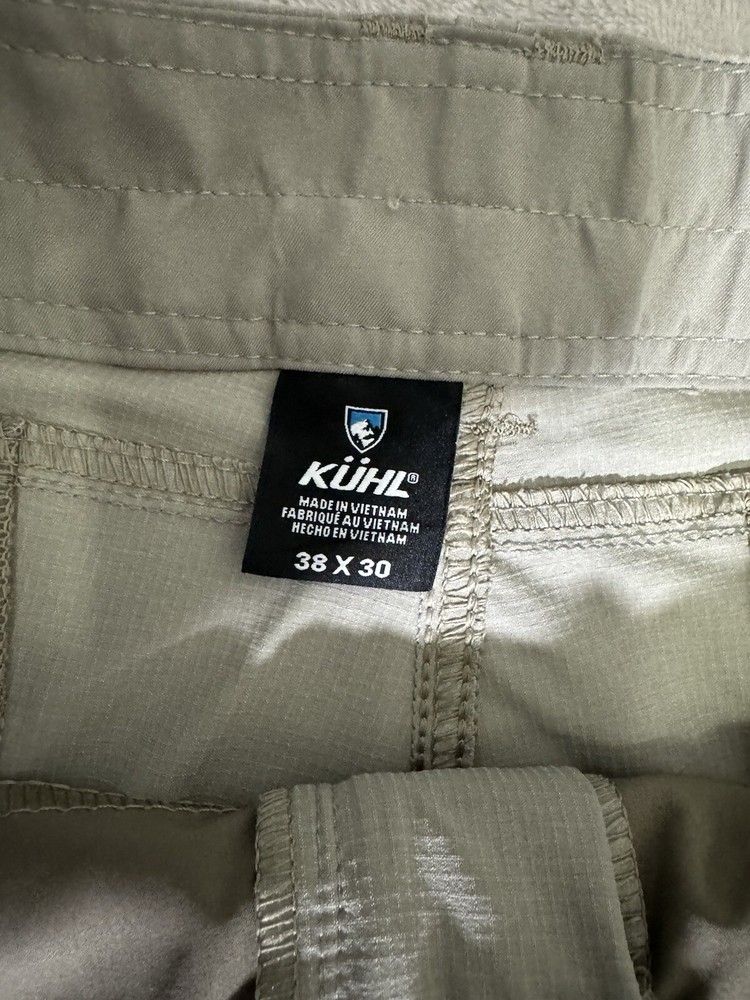 KÜHL®
MADE IN VIETNAM
FABRIQUÉ AU VIETNAM
HECHO EN VIETNAM
38 X 30